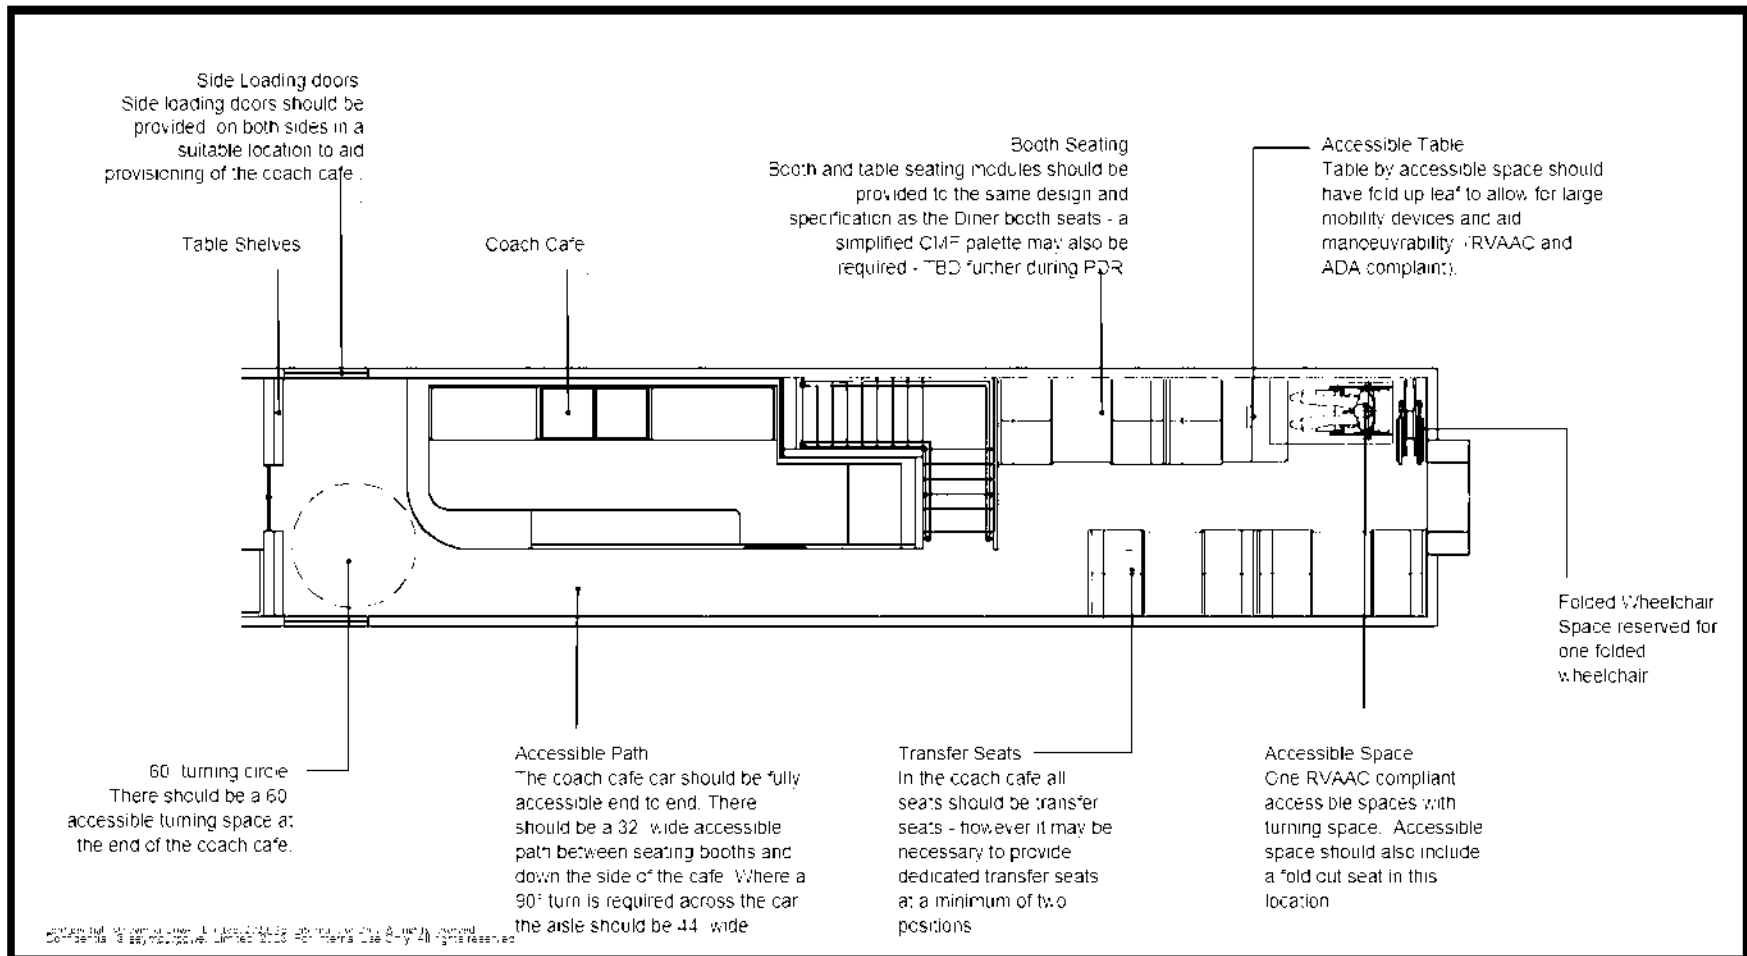 Side Loading doors
Side loading doors should be
provided on both sides in a
suitable location to aid
provisioning of the coach cafe.
Table Shelves
Coach Cafe
Booth Seating
Booth and table seating modules should be
provided to the same design and
specification as the Diner booth seats - a
simplified CMF palette may also be
required - TBD further during PDR
Accessible Table
Table by accessible space should
have fold up leaf to allow for large
mobility devices and aid
manoeuvrability (RVAAC and
ADA complaint).
Folded Wheelchair
Space reserved for
one folded
wheelchair
60 turning circle
There should be a 60
accessible turning space at
the end of the coach cafe.
Accessible Path
The coach cafe car should be fully
accessible end to end. There
should be a 32 wide accessible
path between seating booths and
down the side of the cafe Where a
90° turn is required across the car
the aisle should be 44 wide
Transfer Seats
In the coach cafe all
seats should be transfer
seats - however it may be
necessary to provide
dedicated transfer seats
at a minimum of two
positions
Accessible Space
One RVAAC compliant
accessible spaces with
turning space. Accessible
space should also include
a fold out seat in this
location
Limited For Internal Use Only All rights reserved